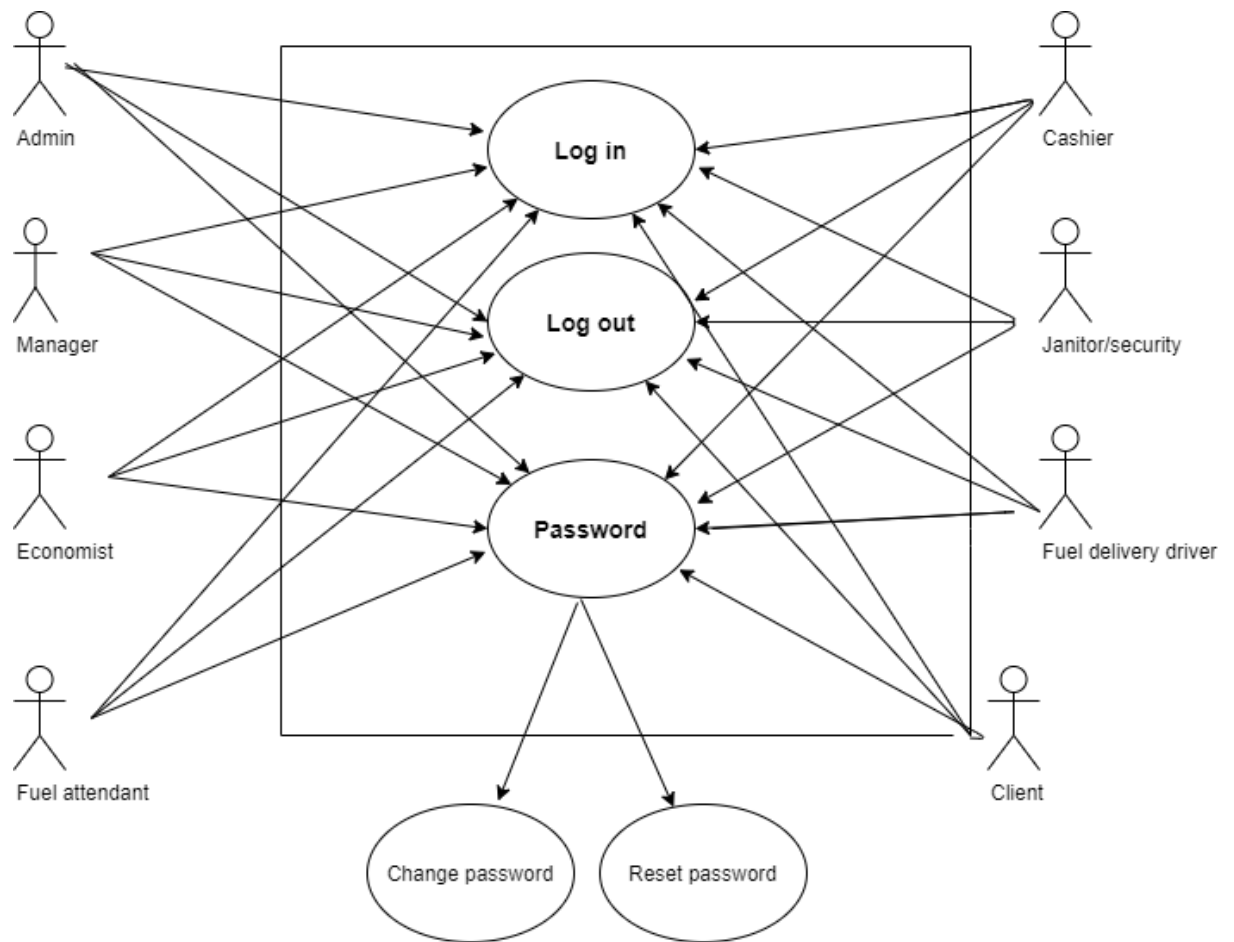 Admin
Cashier
Log in
Manager
Janitor/security
Log out
Economist
Fuel delivery driver
Password
Fuel attendant
Client
Change password
Reset password